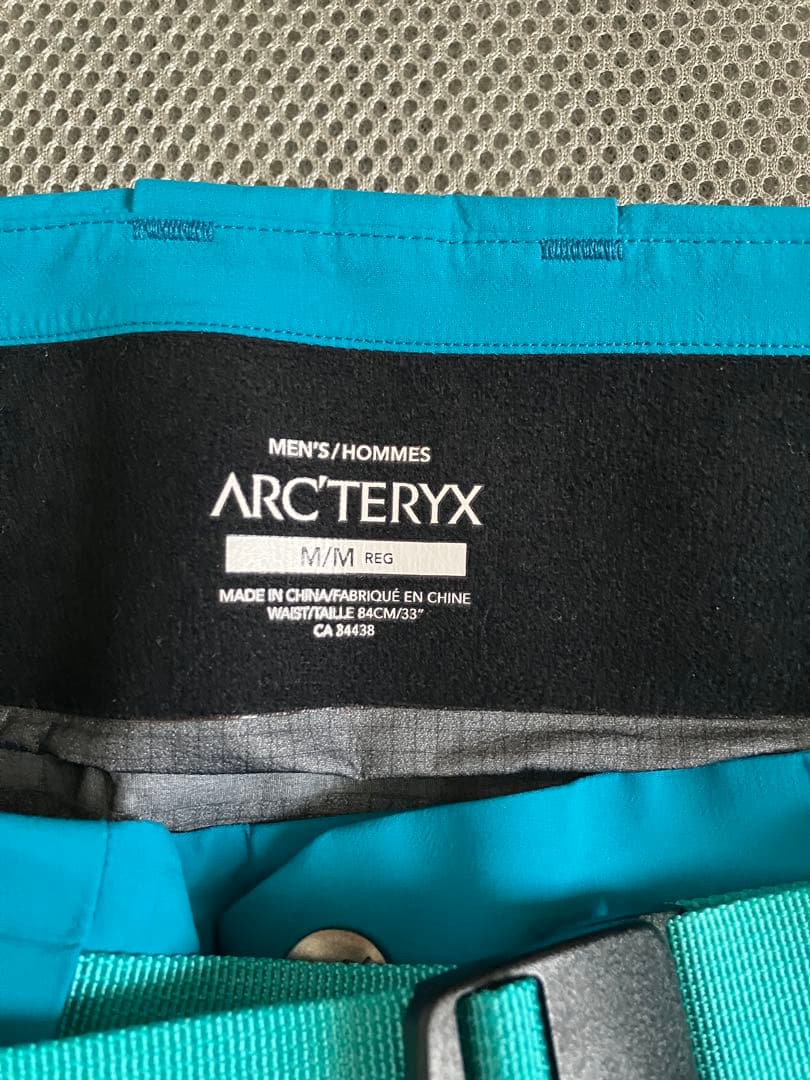 MEN'S/HOMMES
ARC'TERYX
M/M REG
MADE IN CHINA/FABRIQUÉ EN CHINE
WAIST/TAILLE 84CM/33"
CA 34438